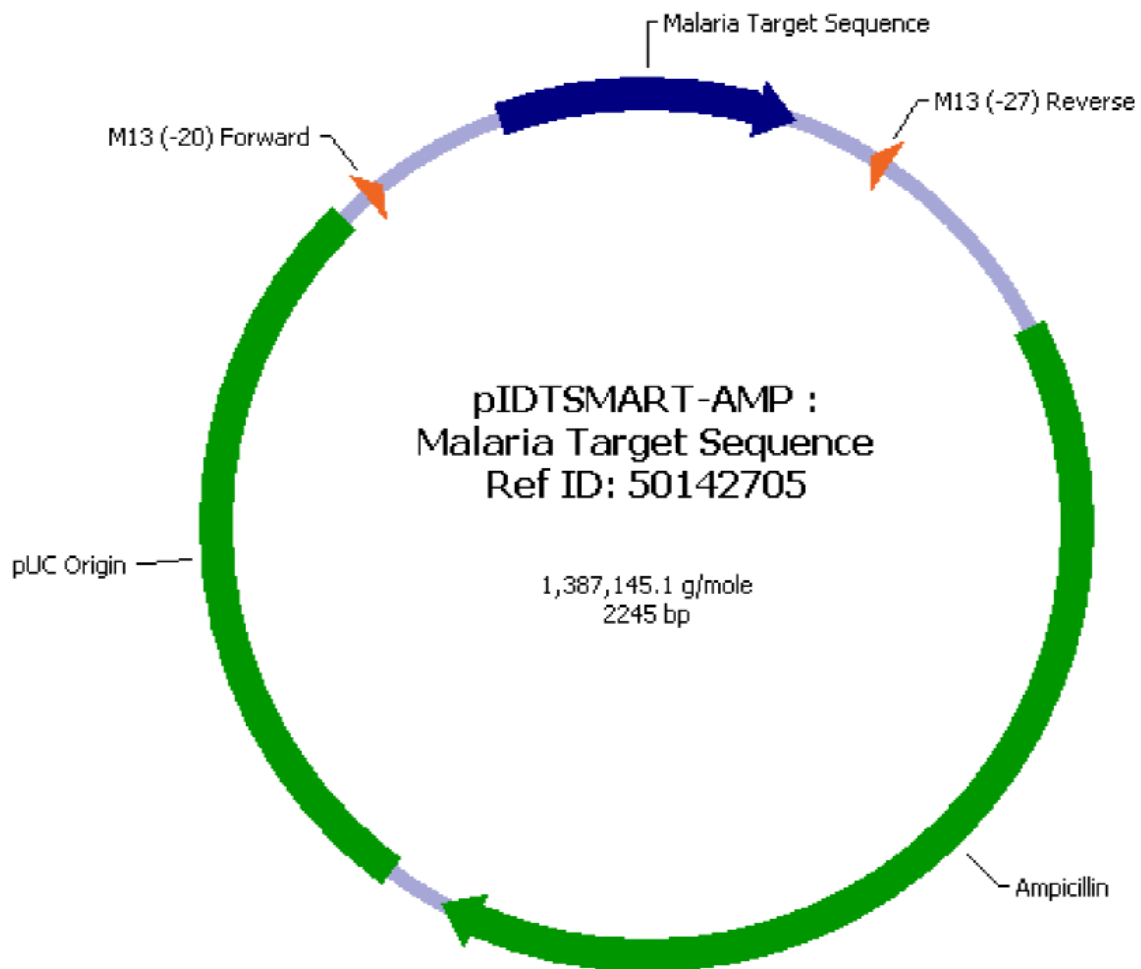 Malaria Target Sequence
M13 (-27) Reverse
M13 (-20) Forward
pIDTSMART-AMP :
Malaria Target Sequence
Ref ID: 50142705
pUC Origin
1,387,145.1 g/mole
2245 bp
Ampicillin